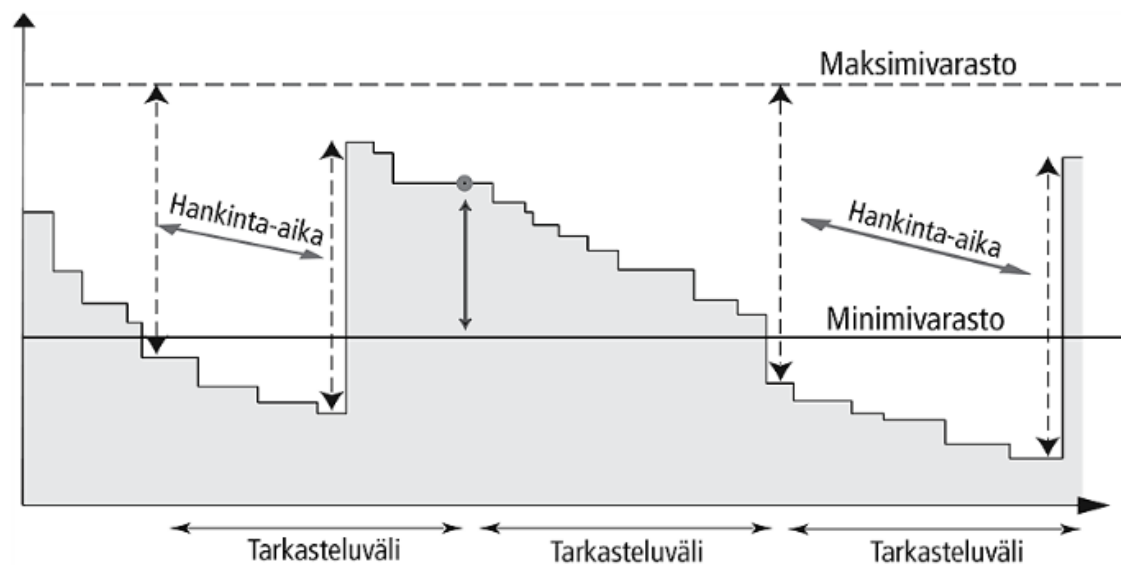 Maksimivarasto
Hankinta-aika
Hankinta-aika
Minimivarasto
Tarkasteluväli
Tarkasteluväli
Tarkasteluväli